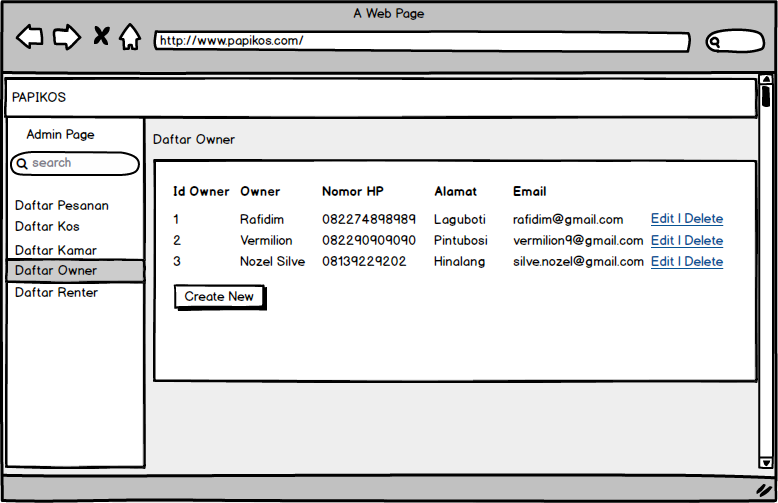 A Web Page
http://www.papikos.com/
PAPIKOS
Admin Page
search
Daftar Pesanan
Daftar Kos
Daftar Kamar
Daftar Owner
Daftar Renter
Daftar Owner
Id Owner Owner Nomor HP Alamat Email
1 Rafidim 082274898989 Laguboti rafidim@gmail.com Edit | Delete
2 Vermilion 082290909090 Pintubosi vermilion9@gmail.com Edit | Delete
3 Nozel Silve 08139229202 Hinalang silve.nozel@gmail.com Edit | Delete
Create New